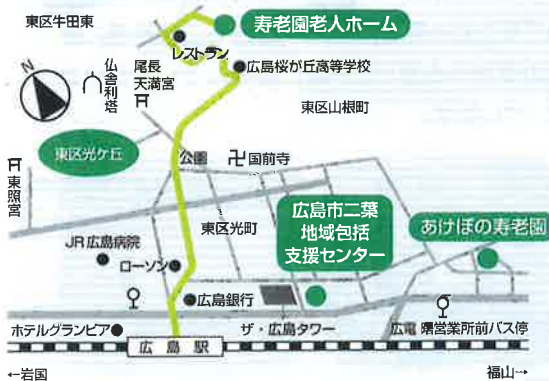 東区牛田東
寿老園老人ホーム
レストラン
N
仏舎利塔
尾長
天満宮
広島桜が丘高等学校
東区山根町
東区光ケ丘
公園
国前寺
東照宮
広島市二葉
地域包括
支援センター
東区光町
あけぼの寿老園
JR広島病院
ローソン
広島銀行
ホテルグランビア
ザ・広島タワー
広電 曙営業所前バス停
広島駅
←岩国
福山→